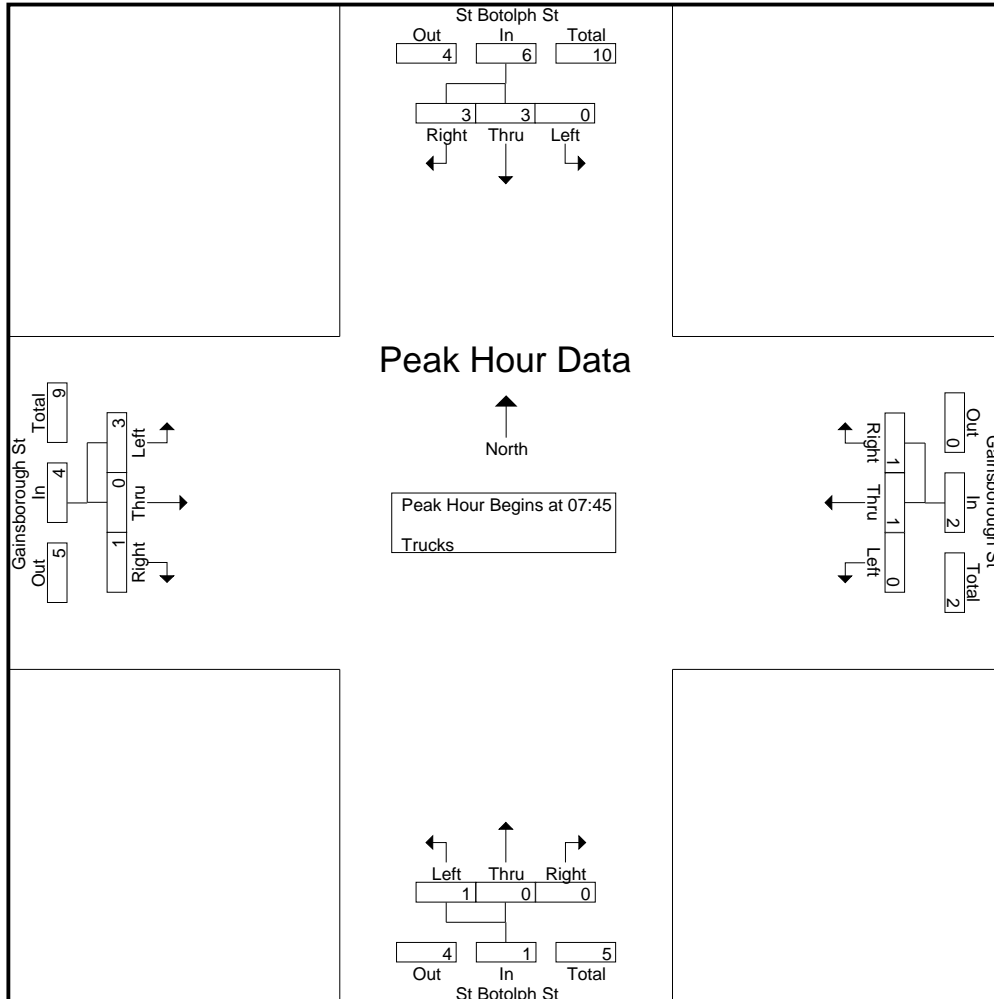 St Botolph St
Out In Total
4 6 10
3 3 0
Right Thru Left
Peak Hour Data
North
Peak Hour Begins at 07:45
Trucks
Gainsborough St
Total In Out
9 4 5
3 0 1
Left Thru Right
Right Thru Left
1 1 0
Out In Total
0 2 2
Gainsborough St
Left Thru Right
1 0 0
4 1 5
Out In Total
St Botolph St